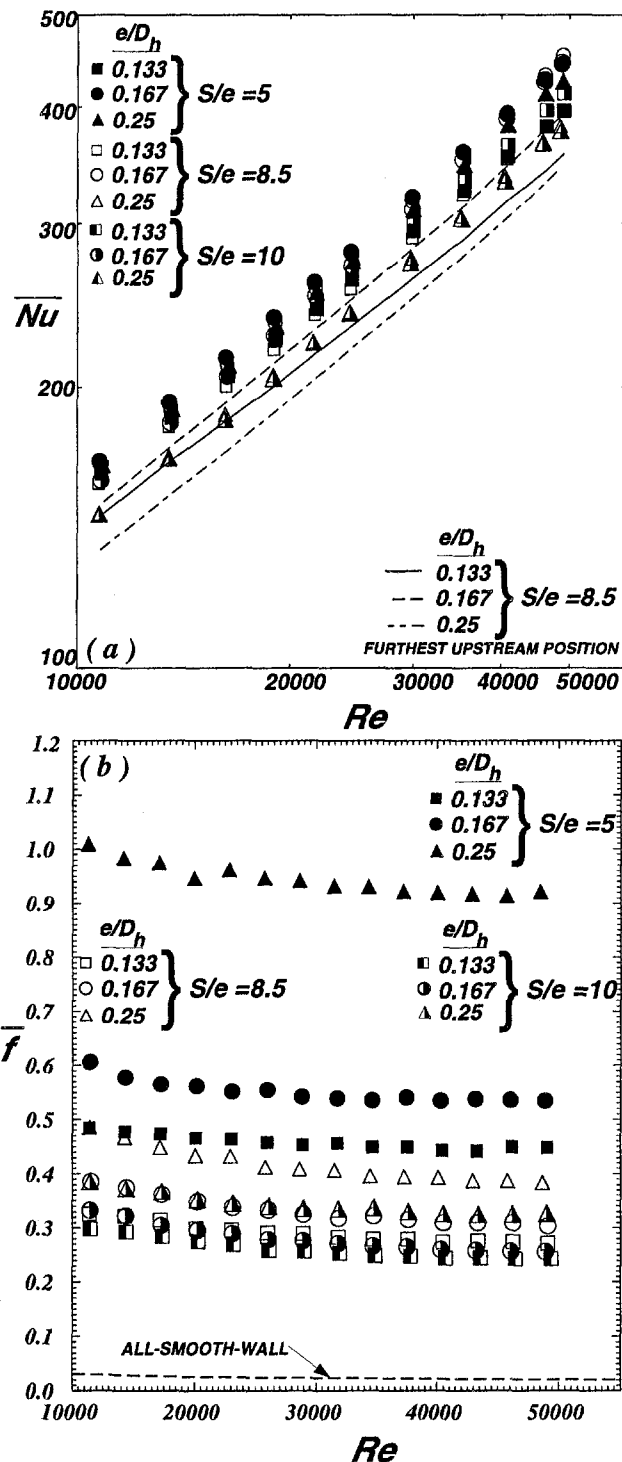 500
400
300
200
100
Nu
e/Dh
0.133
0.167
0.25
S/e =5
0.133
0.167
0.25
S/e =8.5
0.133
0.167
0.25
S/e =10
e/Dh
0.133
0.167
0.25
S/e =8.5
FURTHEST UPSTREAM POSITION
(a)
10000 20000 30000 40000 50000
Re
(b)
1.2
1.1
1.0
0.9
0.8
0.7
0.6
0.5
0.4
0.3
0.2
0.1
0.0
f
e/Dh
0.133
0.167
0.25
S/e =5
e/Dh
0.133
0.167
0.25
S/e =8.5
e/Dh
0.133
0.167
0.25
S/e =10
ALL-SMOOTH-WALL
10000 20000 30000 40000 50000
Re